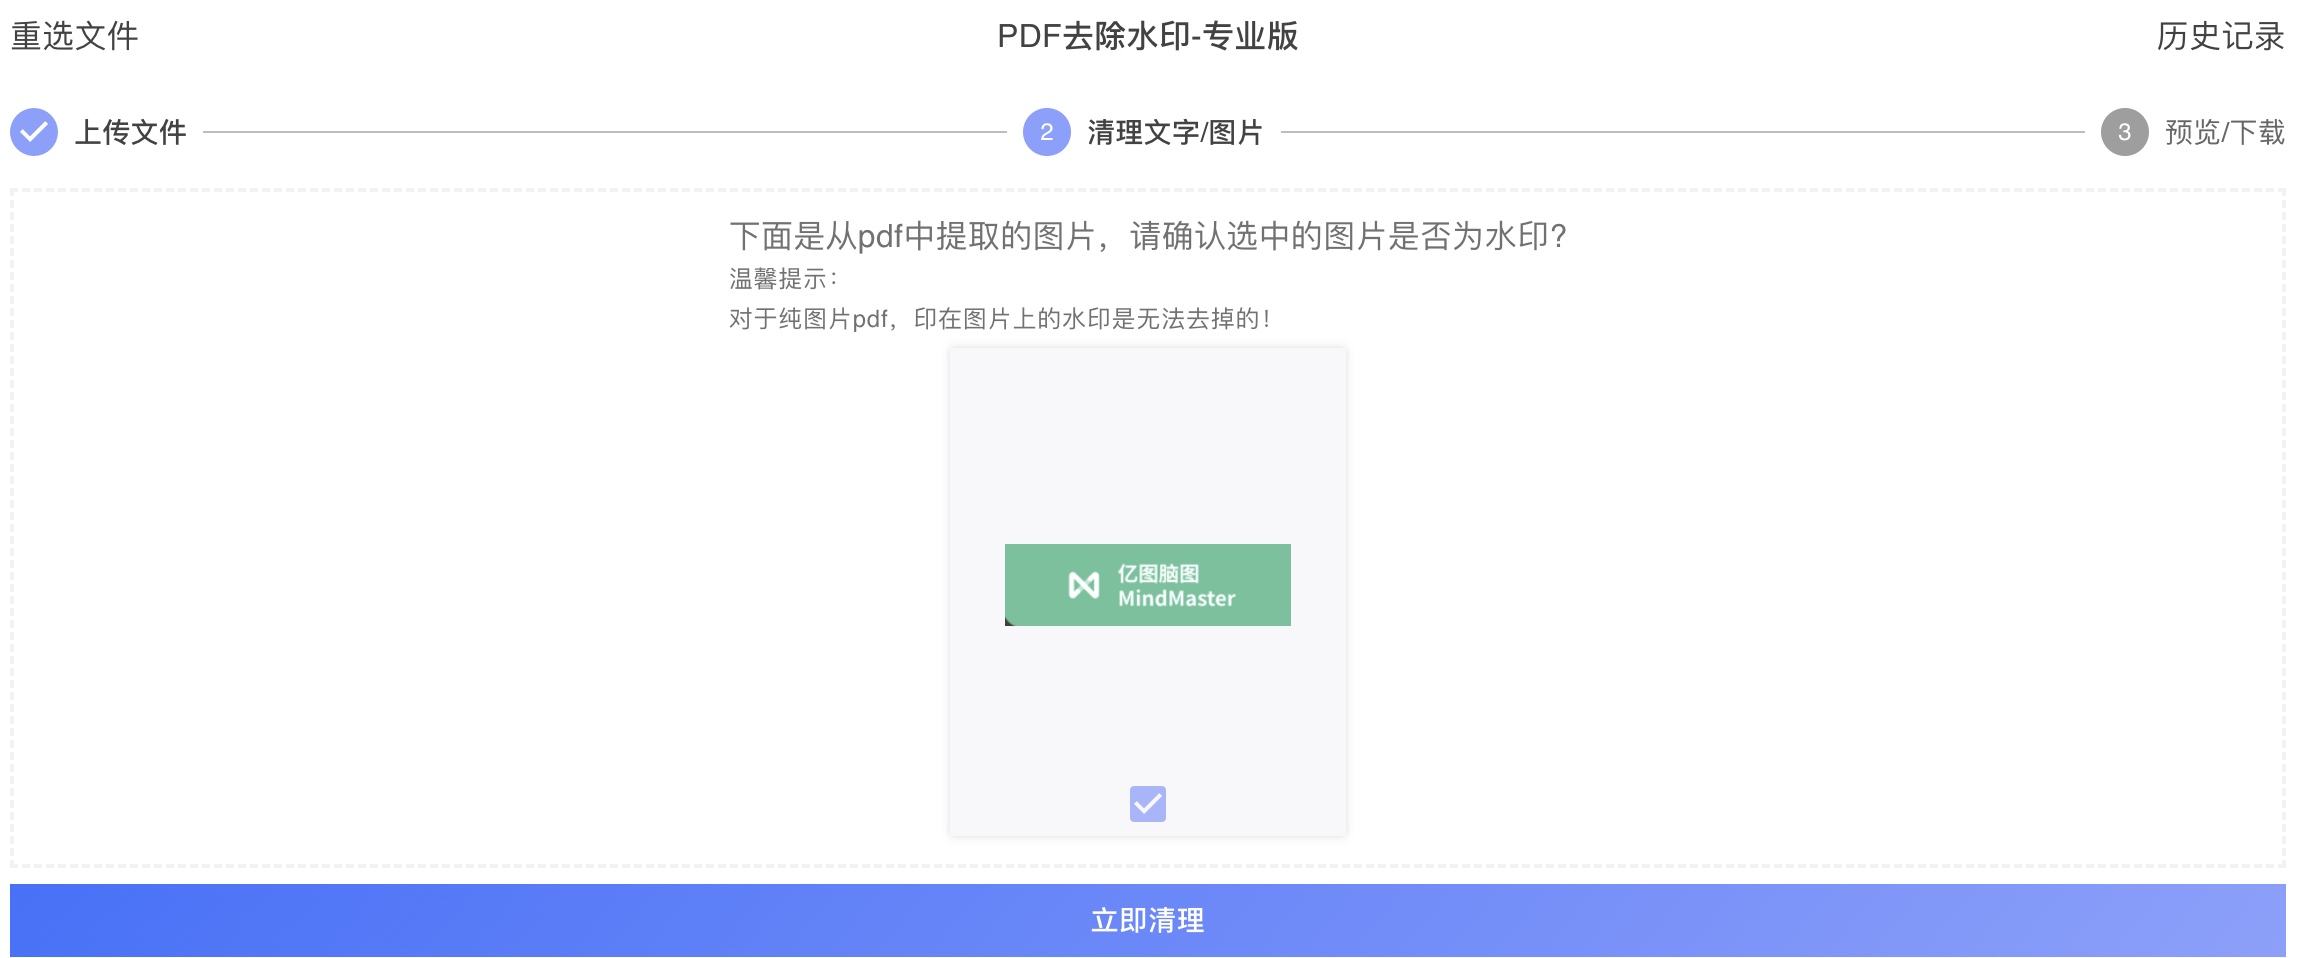 重选文件
PDF去除水印-专业版
历史记录
上传文件
2
清理文字/图片
3
预览/下载
下面是从pdf中提取的图片，请确认选中的图片是否为水印？
温馨提示：
对于纯图片pdf，印在图片上的水印是无法去掉的！
亿图脑图
MindMaster
立即清理